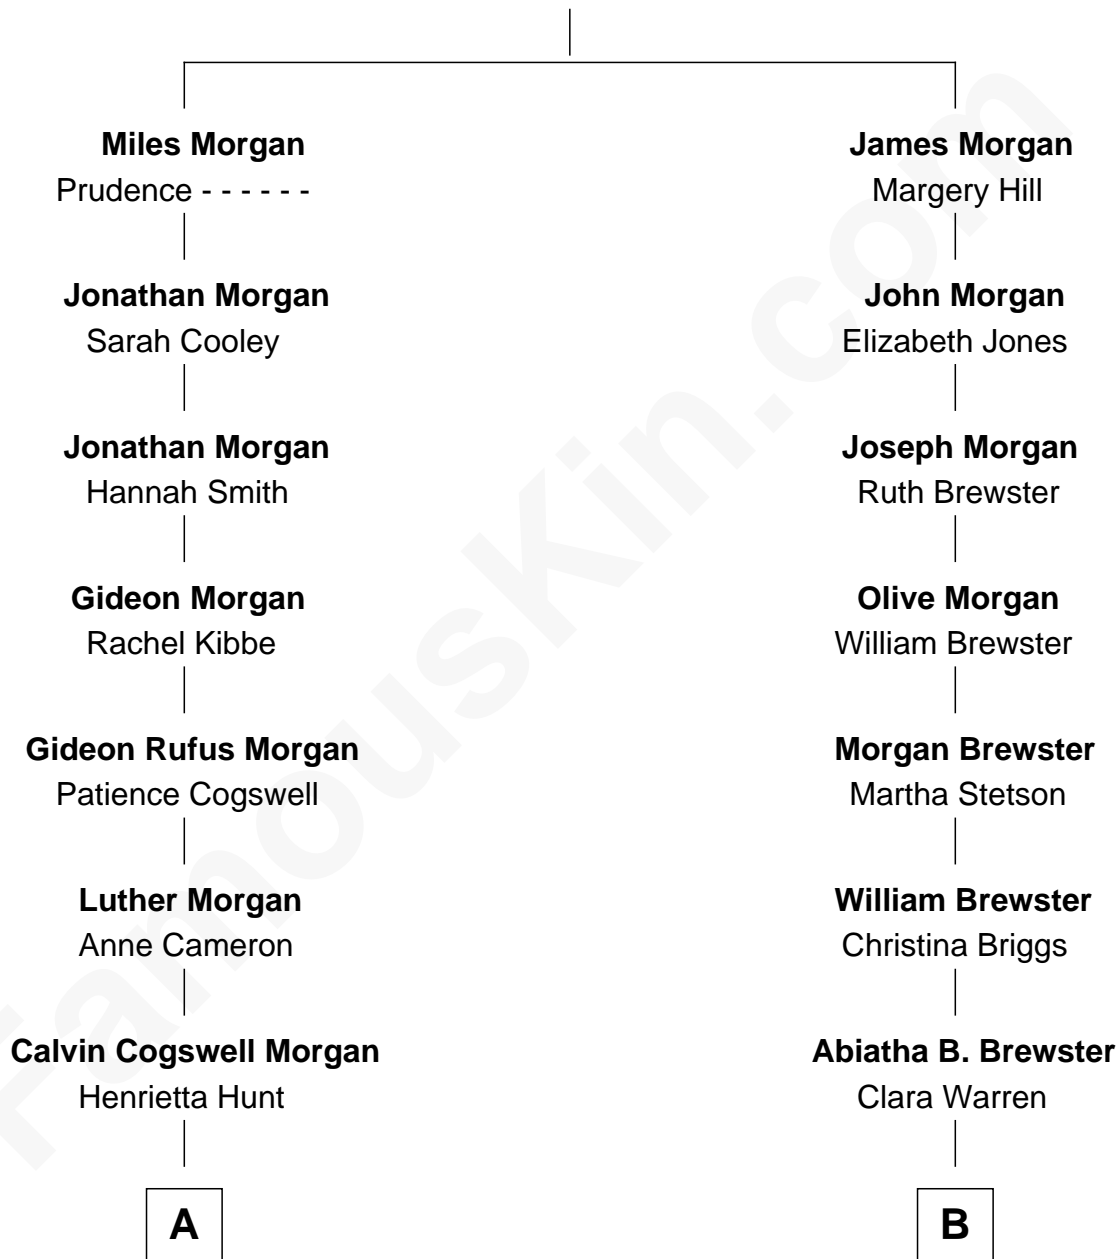 Miles Morgan
Prudence - - - - - -
Jonathan Morgan
Sarah Cooley
Jonathan Morgan
Hannah Smith
Gideon Morgan
Rachel Kibbe
Gideon Rufus Morgan
Patience Cogswell
Luther Morgan
Anne Cameron
Calvin Cogswell Morgan
Henrietta Hunt
A
James Morgan
Margery Hill
John Morgan
Elizabeth Jones
Joseph Morgan
Ruth Brewster
Olive Morgan
William Brewster
Morgan Brewster
Martha Stetson
William Brewster
Christina Briggs
Abiatha B. Brewster
Clara Warren
B
FamousKin.com